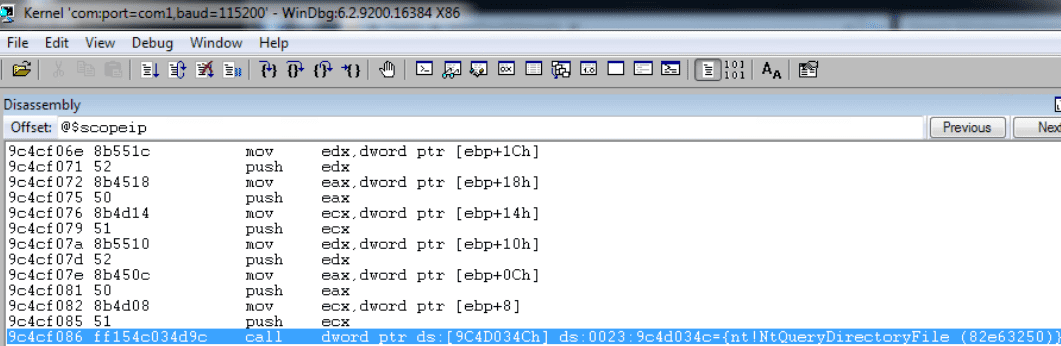 Kernel 'com:port=com1,baud=115200' - WinDbg:6.2.9200.16384 X86
File Edit View Debug Window Help
Disassembly
Offset: @$scopeip Previous Next
9c4cf06e 8b551c mov edx,dword ptr [ebp+1Ch]
9c4cf071 52 push edx
9c4cf072 8b4518 mov eax,dword ptr [ebp+18h]
9c4cf075 50 push eax
9c4cf076 8b4d14 mov ecx,dword ptr [ebp+14h]
9c4cf079 51 push ecx
9c4cf07a 8b5510 mov edx,dword ptr [ebp+10h]
9c4cf07d 52 push edx
9c4cf07e 8b450c mov eax,dword ptr [ebp+0Ch]
9c4cf081 50 push eax
9c4cf082 8b4d08 mov ecx,dword ptr [ebp+8]
9c4cf085 51 push ecx
9c4cf086 ff154c034d9c call dword ptr ds:[9C4D034Ch] ds:0023:9c4d034c={nt!NtQueryDirectoryFile (82e63250)}